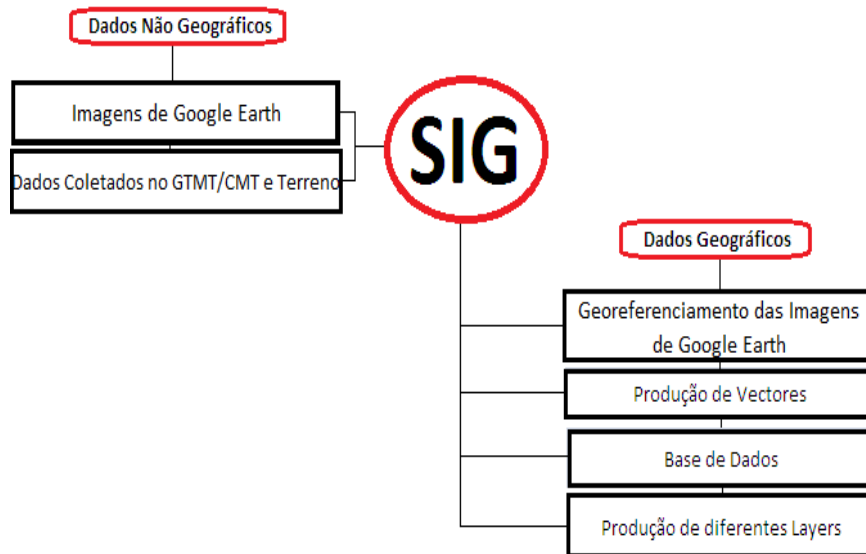 Dados Não Geográficos
Imagens de Google Earth
Dados Coletados no GTMT/CMT e Terreno
SIG
Dados Geográficos
Georeferenciamento das Imagens
de Google Earth
Produção de Vectores
Base de Dados
Produção de diferentes Layers